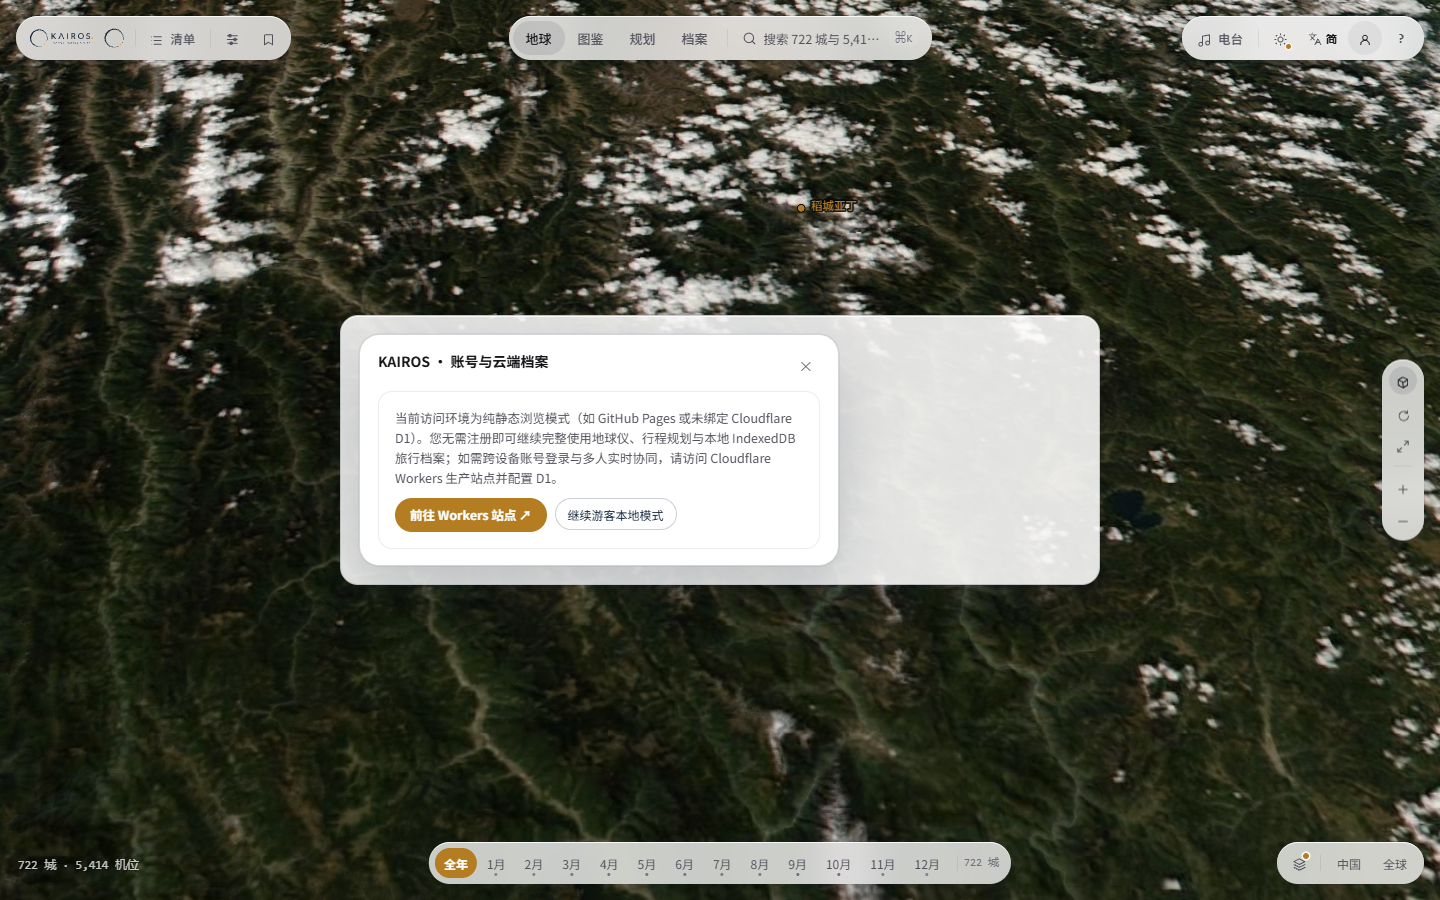 KAIROS
清单
地球
图鉴
规划
档案
搜索 722 城与 5,41…
⌘K
电台
简
?
稻城亚丁
KAIROS · 账号与云端档案
当前访问环境为纯静态浏览模式（如 GitHub Pages 或未绑定 Cloudflare
D1）。您无需注册即可继续完整使用地球仪、行程规划与本地 IndexedDB
旅行档案；如需跨设备账号登录与多人实时协同，请访问 Cloudflare
Workers 生产站点并配置 D1。
前往 Workers 站点 ↗
继续游客本地模式
722 城 · 5,414 机位
全年
1月
2月
3月
4月
5月
6月
7月
8月
9月
10月
11月
12月
722 城
中国
全球